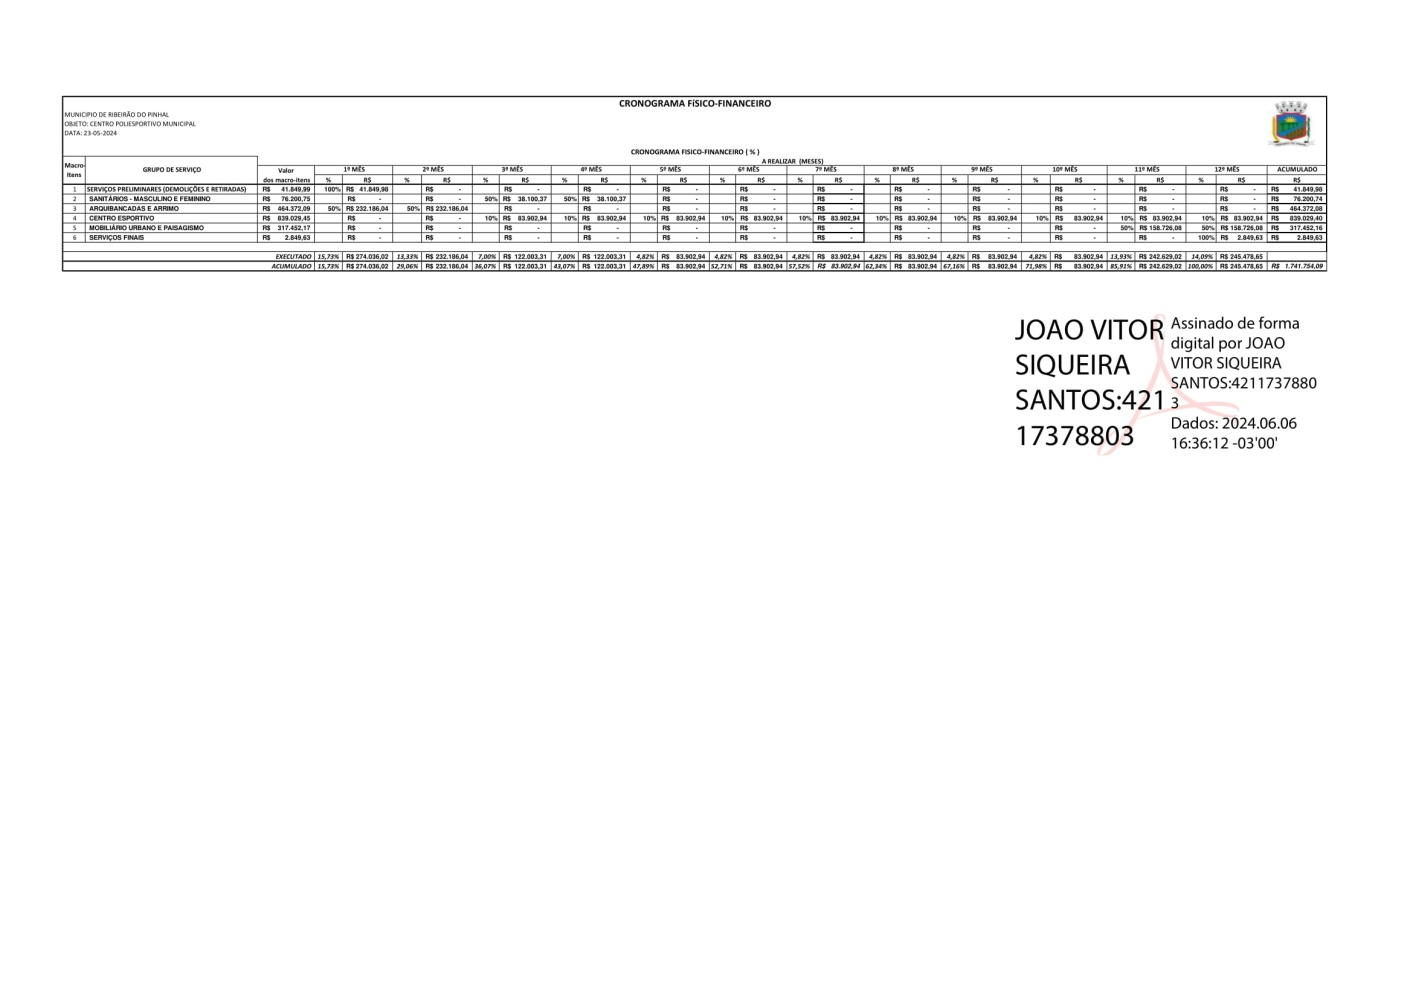 CRONOGRAMA FíSICO-FINANCEIRO
MUNICIPIO DE RIBEIRÃO DO PINHAL
OBJETO: CENTRO POLIESPORTIVO MUNICIPAL
DATA: 23-05-2024
CRONOGRAMA FISICO-FINANCEIRO ( % )
A REALIZAR (MESES)
Macro-Itens GRUPO DE SERVIÇO Valor dos macro-itens 1º MÊS 2º MÊS 3º MÊS 4º MÊS 5º MÊS 6º MÊS 7º MÊS 8º MÊS 9º MÊS 10º MÊS 11º MÊS 12º MÊS ACUMULADO
% R$ % R$ % R$ % R$ % R$ % R$ % R$ % R$ % R$ % R$ % R$ % R$ R$
1 SERVIÇOS PRELIMINARES (DEMOLIÇÕES E RETIRADAS) R$ 41.849,99 100% R$ 41.849,98 R$ - R$ - R$ - R$ - R$ - R$ - R$ - R$ - R$ - R$ - R$ - R$ 41.849,98
2 SANITÁRIOS - MASCULINO E FEMININO R$ 76.200,75 R$ - R$ - 50% R$ 38.100,37 50% R$ 38.100,37 R$ - R$ - R$ - R$ - R$ - R$ - R$ - R$ - R$ 76.200,74
3 ARQUIBANCADAS E ARRIMO R$ 464.372,09 50% R$ 232.186,04 50% R$ 232.186,04 R$ - R$ - R$ - R$ - R$ - R$ - R$ - R$ - R$ - R$ - R$ 464.372,08
4 CENTRO ESPORTIVO R$ 839.029,45 R$ - R$ - 10% R$ 83.902,94 10% R$ 83.902,94 10% R$ 83.902,94 10% R$ 83.902,94 10% R$ 83.902,94 10% R$ 83.902,94 10% R$ 83.902,94 10% R$ 83.902,94 10% R$ 83.902,94 10% R$ 83.902,94 R$ 839.029,40
5 MOBILIÁRIO URBANO E PAISAGISMO R$ 317.452,17 R$ - R$ - R$ - R$ - R$ - R$ - R$ - R$ - R$ - R$ - 50% R$ 158.726,08 50% R$ 158.726,08 R$ 317.452,16
6 SERVIÇOS FINAIS R$ 2.849,63 R$ - R$ - R$ - R$ - R$ - R$ - R$ - R$ - R$ - R$ - R$ - 100% R$ 2.849,63 R$ 2.849,63
EXECUTADO 15,73% R$ 274.036,02 13,33% R$ 232.186,04 7,00% R$ 122.003,31 7,00% R$ 122.003,31 4,82% R$ 83.902,94 4,82% R$ 83.902,94 4,82% R$ 83.902,94 4,82% R$ 83.902,94 4,82% R$ 83.902,94 4,82% R$ 83.902,94 13,93% R$ 242.629,02 14,09% R$ 245.478,65
ACUMULADO 15,73% R$ 274.036,02 29,06% R$ 232.186,04 36,07% R$ 122.003,31 43,07% R$ 122.003,31 47,89% R$ 83.902,94 52,71% R$ 83.902,94 57,52% R$ 83.902,94 62,34% R$ 83.902,94 67,16% R$ 83.902,94 71,98% R$ 83.902,94 85,91% R$ 242.629,02 100,00% R$ 245.478,65 R$ 1.741.754,09
JOAO VITOR
SIQUEIRA
SANTOS:421
17378803
Assinado de forma
digital por JOAO
VITOR SIQUEIRA
SANTOS:4211737880
3
Dados: 2024.06.06
16:36:12 -03'00'